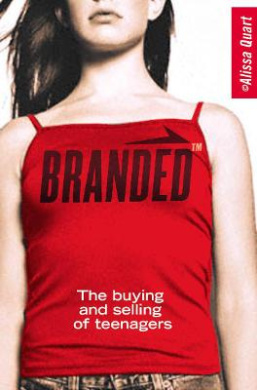 ©Alissa Quart
BRANDED™
The buying
and selling
of teenagers